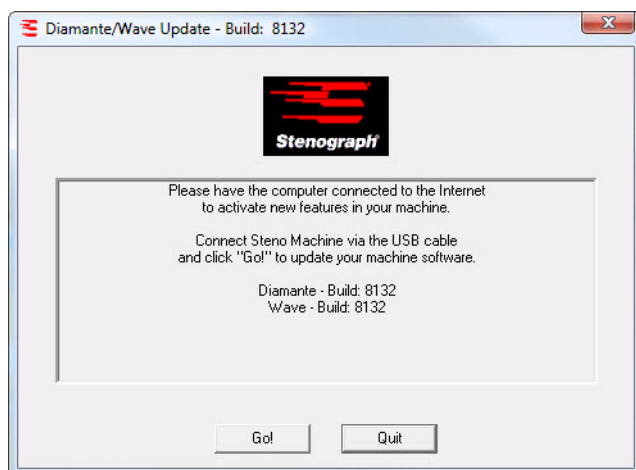 Diamante/Wave Update - Build: 8132
Stenograph®
Please have the computer connected to the Internet
to activate new features in your machine.
Connect Steno Machine via the USB cable
and click "Go!" to update your machine software.
Diamante - Build: 8132
Wave - Build: 8132
Go!
Quit